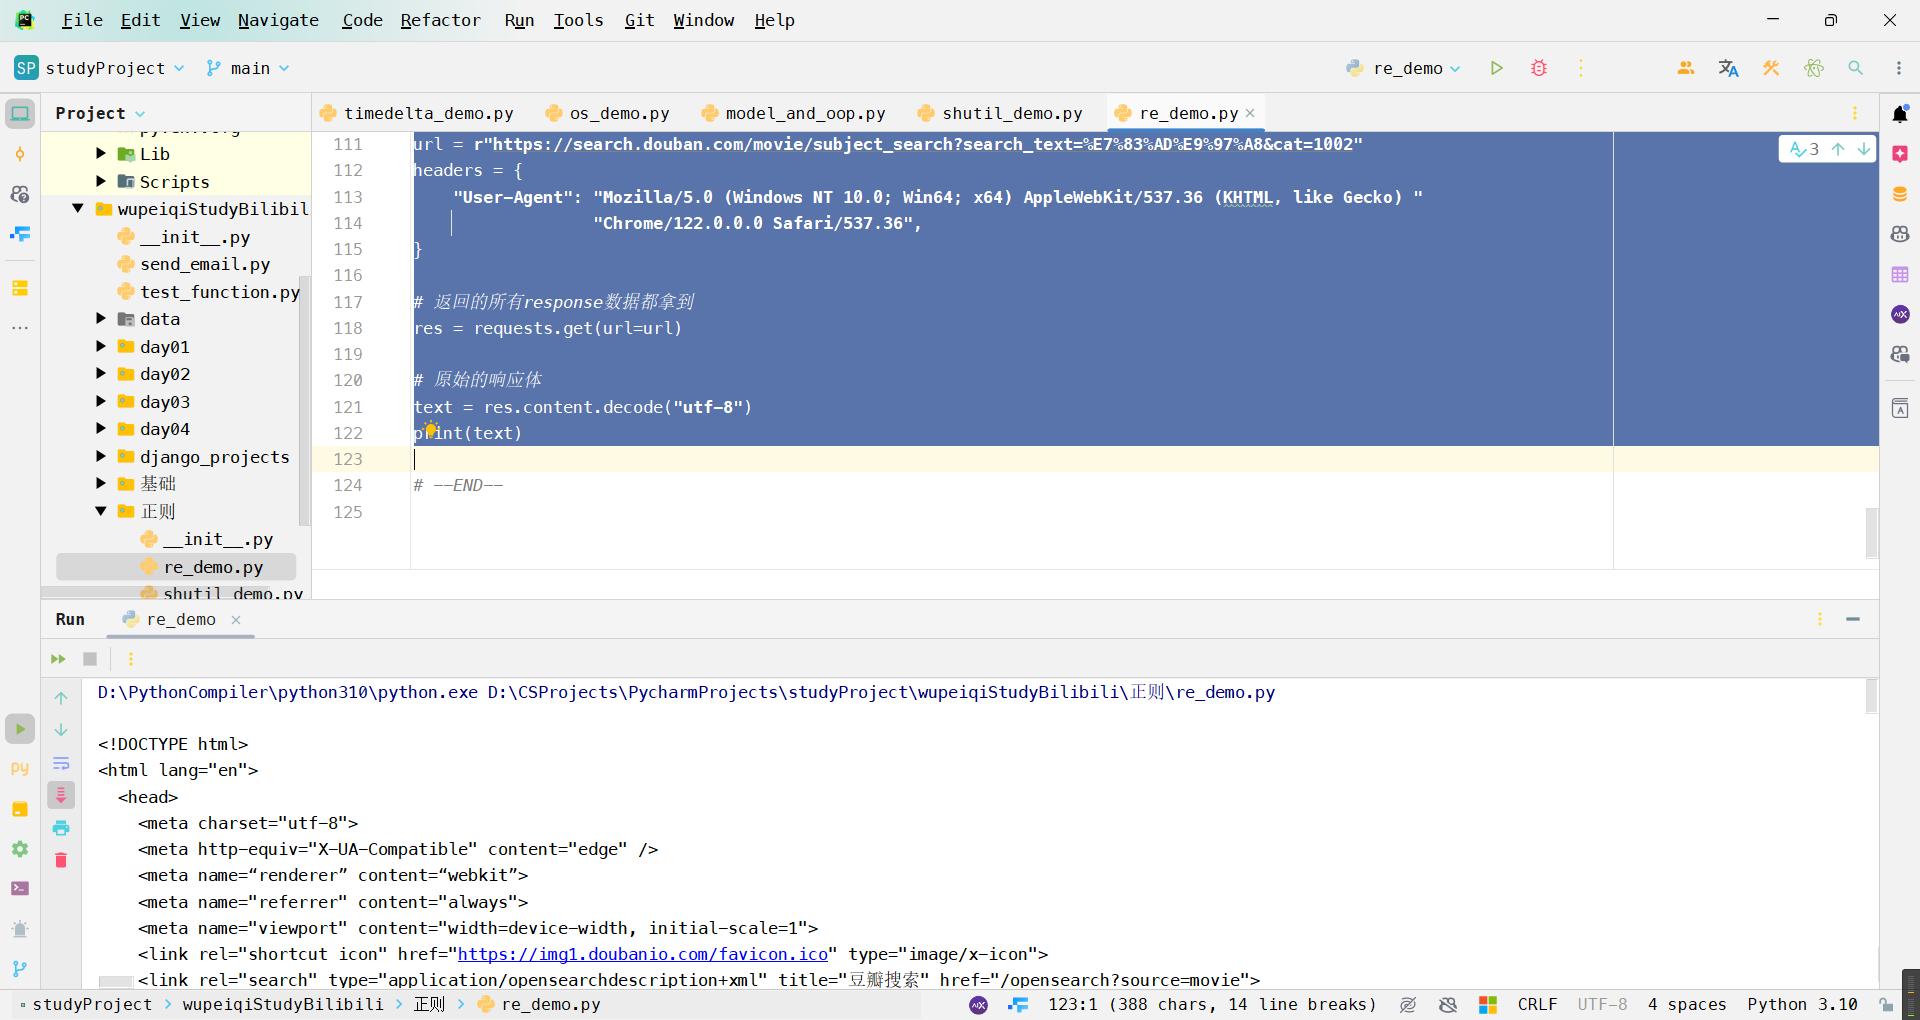 File Edit View Navigate Code Refactor Run Tools Git Window Help
SP studyProject main re_demo
Project
timedelta_demo.py os_demo.py model_and_oop.py shutil_demo.py re_demo.py
Lib
Scripts
wupeiqiStudyBilibil
__init__.py
send_email.py
test_function.py
data
day01
day02
day03
day04
django_projects
基础
正则
__init__.py
re_demo.py
shutil_demo.py
111 url = r"https://search.douban.com/movie/subject_search?search_text=%E7%83%AD%E9%97%A8&cat=1002"
112 headers = {
113 "User-Agent": "Mozilla/5.0 (Windows NT 10.0; Win64; x64) AppleWebKit/537.36 (KHTML, like Gecko) "
114 "Chrome/122.0.0.0 Safari/537.36",
115 }
116
117 # 返回的所有response数据都拿到
118 res = requests.get(url=url)
119
120 # 原始的响应体
121 text = res.content.decode("utf-8")
122 print(text)
123
124 # --END--
125
3
Run re_demo
D:\PythonCompiler\python310\python.exe D:\CSProjects\PycharmProjects\studyProject\wupeiqiStudyBilibili\正则\re_demo.py
<!DOCTYPE html>
<html lang="en">
<head>
<meta charset="utf-8">
<meta http-equiv="X-UA-Compatible" content="edge" />
<meta name=“renderer” content=“webkit”>
<meta name="referrer" content="always">
<meta name="viewport" content="width=device-width, initial-scale=1">
<link rel="shortcut icon" href="https://img1.doubanio.com/favicon.ico" type="image/x-icon">
<link rel="search" type="application/opensearchdescription+xml" title="豆瓣搜索" href="/opensearch?source=movie">
studyProject > wupeiqiStudyBilibili > 正则 > re_demo.py
123:1 (388 chars, 14 line breaks) CRLF UTF-8 4 spaces Python 3.10